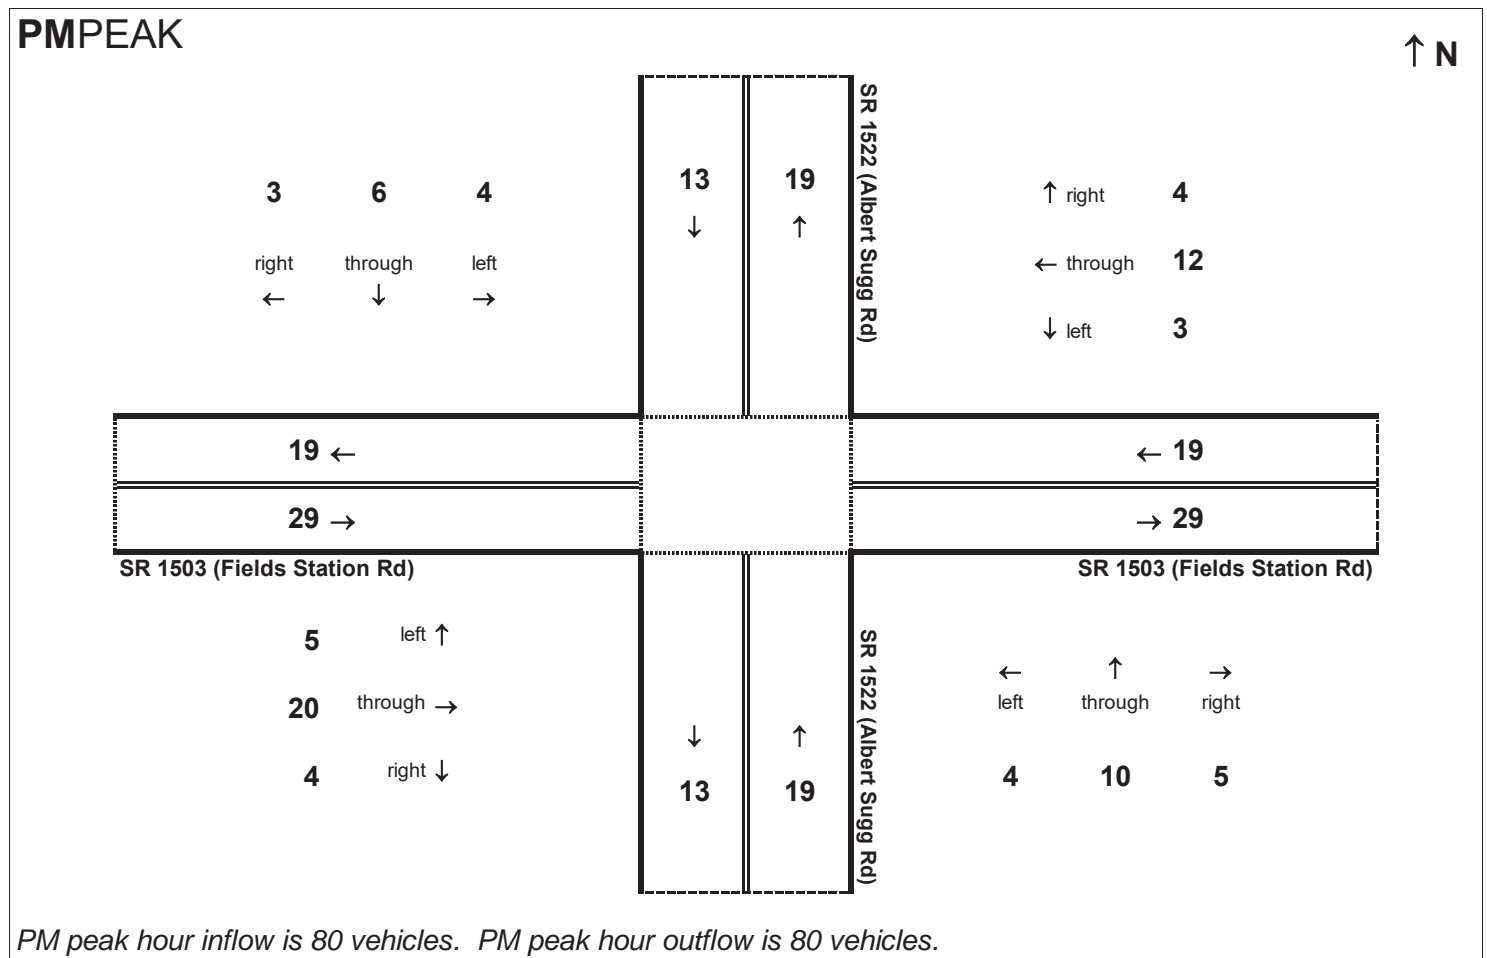 PMPEAK
↑ N
SR 1522 (Albert Sugg Rd)
13 19
↓ ↑
3 6 4
right through left
← ↓ →
↑ right 4
← through 12
↓ left 3
19 ←
← 19
29 →
→ 29
SR 1503 (Fields Station Rd)
SR 1503 (Fields Station Rd)
5 left ↑
20 through →
4 right ↓
SR 1522 (Albert Sugg Rd)
↓ ↑
13 19
← ↑ →
left through right
4 10 5
PM peak hour inflow is 80 vehicles. PM peak hour outflow is 80 vehicles.